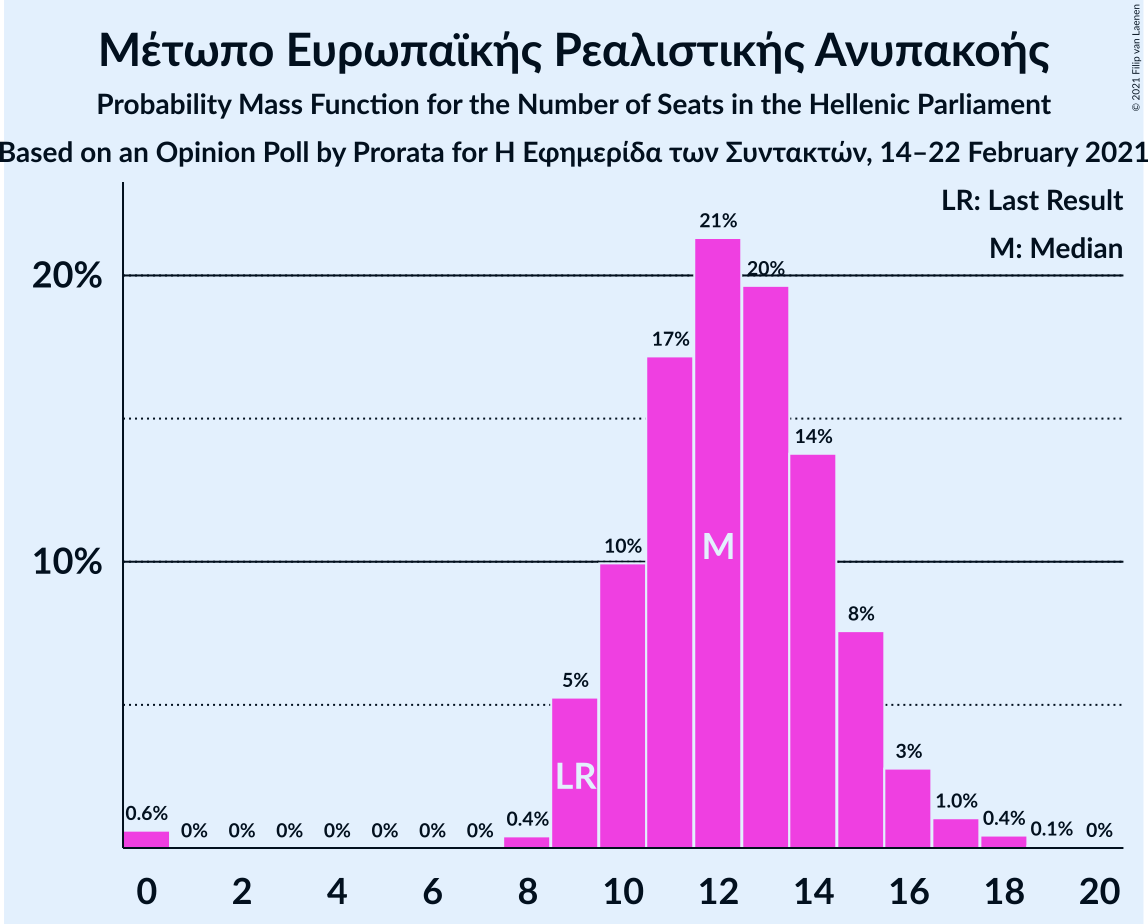 Μέτωπο Ευρωπαϊκής Ρεαλιστικής Ανυπακοής
Probability Mass Function for the Number of Seats in the Hellenic Parliament
Based on an Opinion Poll by Prorata for Η Εφημερίδα των Συντακτών, 14–22 February 2021
© 2021 Filip van Laenen
LR: Last Result
M: Median
20%
10%
0.6%
0%
0%
0%
0%
0%
0%
0%
0.4%
5%
10%
17%
21%
20%
14%
8%
3%
1.0%
0.4%
0.1%
0%
LR
M
0 2 4 6 8 10 12 14 16 18 20